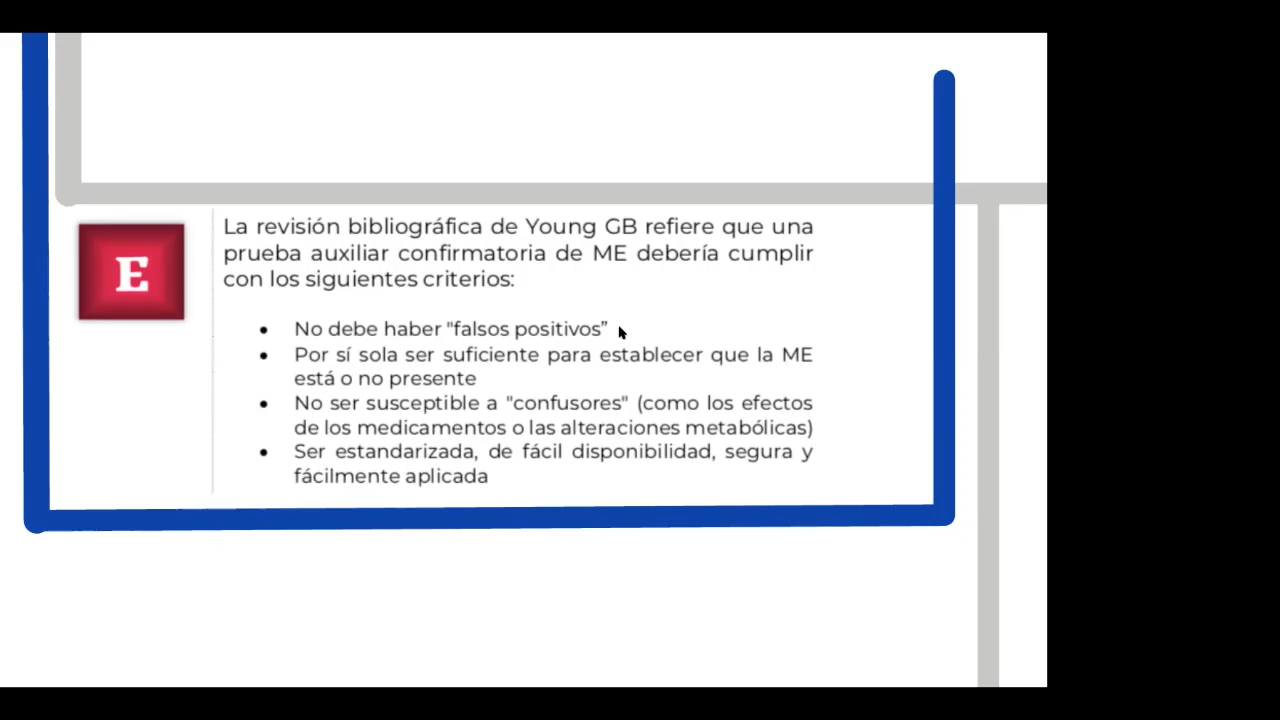 E
La revisión bibliográfica de Young GB refiere que una
prueba auxiliar confirmatoria de ME debería cumplir
con los siguientes criterios:
• No debe haber "falsos positivos”
• Por sí sola ser suficiente para establecer que la ME
está o no presente
• No ser susceptible a "confusores" (como los efectos
de los medicamentos o las alteraciones metabólicas)
• Ser estandarizada, de fácil disponibilidad, segura y
fácilmente aplicada